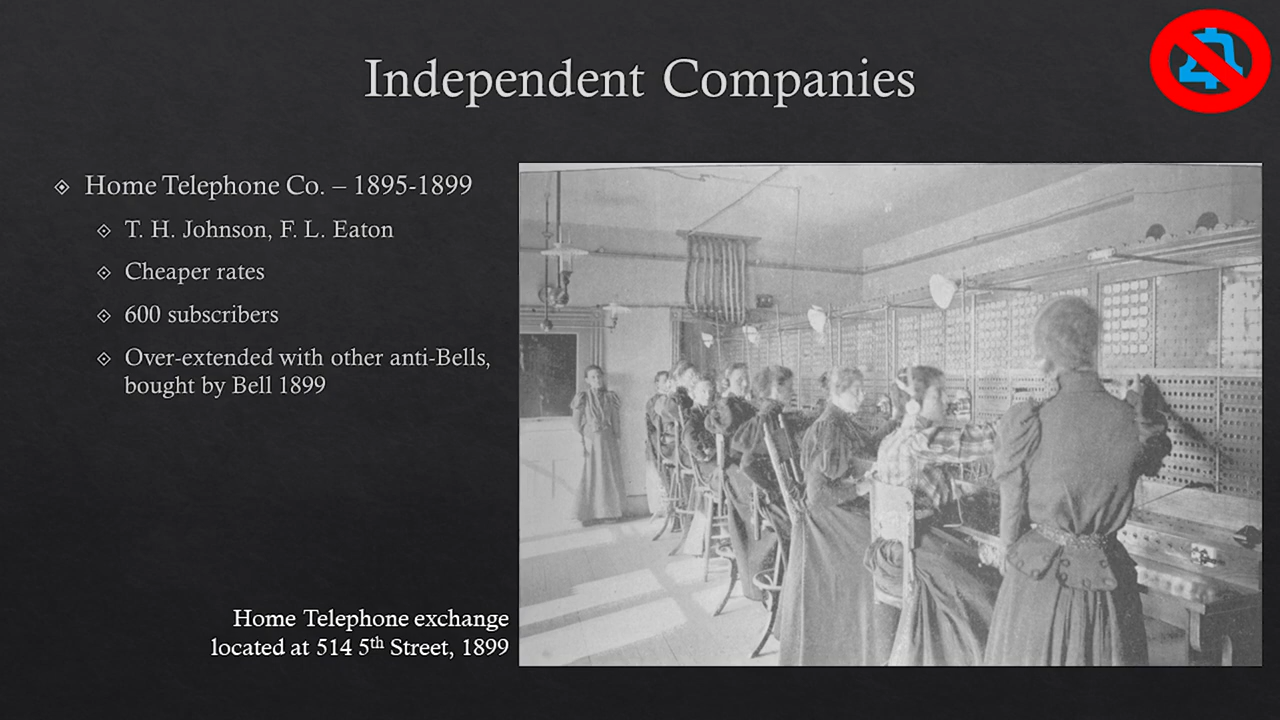 Independent Companies
Home Telephone Co. – 1895-1899
T. H. Johnson, F. L. Eaton
Cheaper rates
600 subscribers
Over-extended with other anti-Bells,
bought by Bell 1899
Home Telephone exchange
located at 514 5th Street, 1899